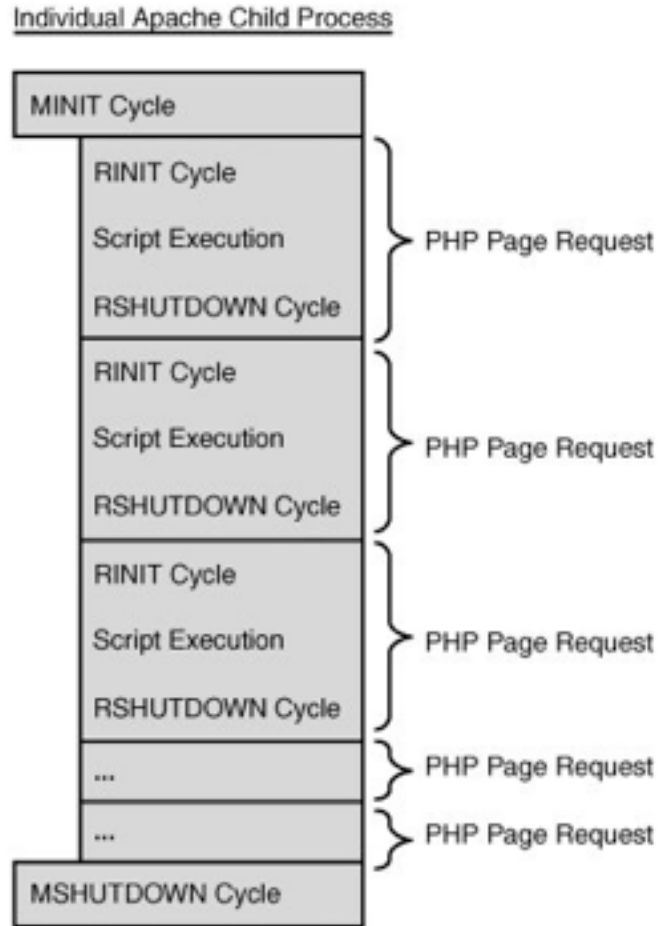 Individual Apache Child Process
MINIT Cycle
RINIT Cycle
Script Execution
PHP Page Request
RSHUTDOWN Cycle
RINIT Cycle
Script Execution
PHP Page Request
RSHUTDOWN Cycle
RINIT Cycle
Script Execution
PHP Page Request
RSHUTDOWN Cycle
...
PHP Page Request
...
PHP Page Request
MSHUTDOWN Cycle